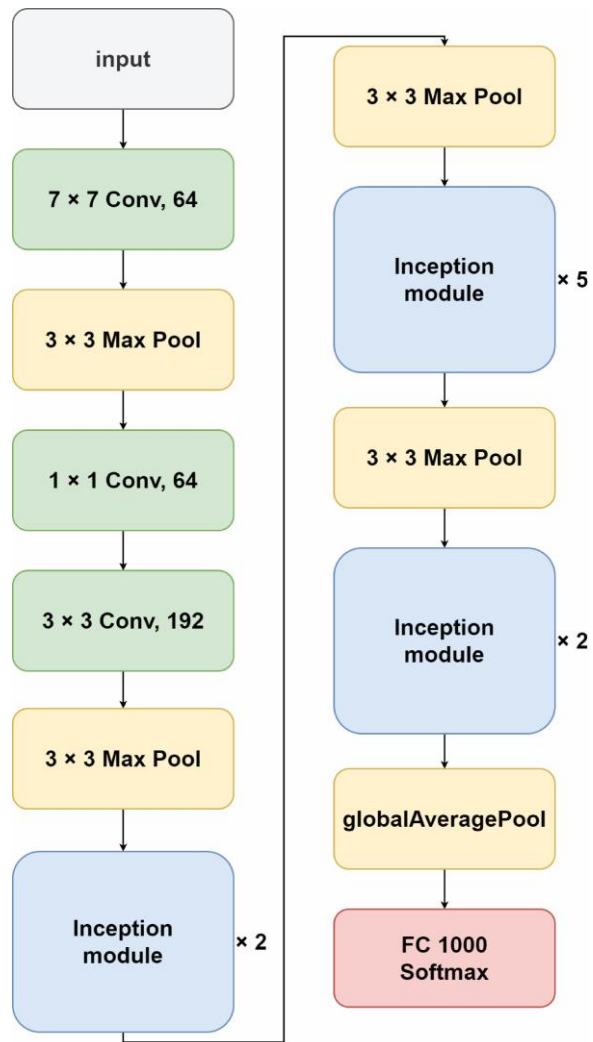 input
7 × 7 Conv, 64
3 × 3 Max Pool
1 × 1 Conv, 64
3 × 3 Conv, 192
3 × 3 Max Pool
Inception
module
× 2
3 × 3 Max Pool
Inception
module
× 5
3 × 3 Max Pool
Inception
module
× 2
globalAveragePool
FC 1000
Softmax